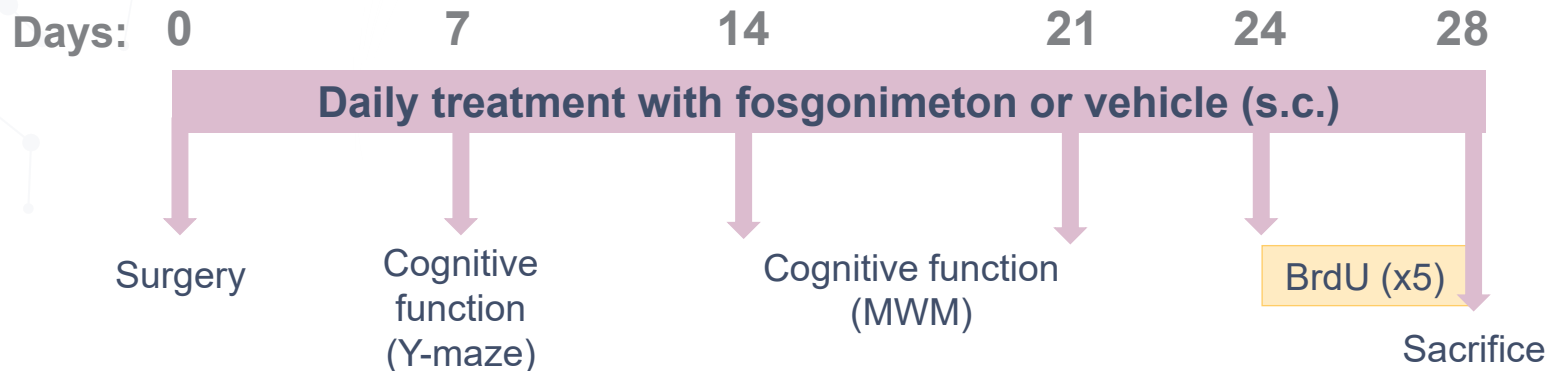 Days: 0 7 14 21 24 28
Daily treatment with fosgonimeton or vehicle (s.c.)
Surgery
Cognitive
function
(Y-maze)
Cognitive function
(MWM)
BrdU (x5)
Sacrifice